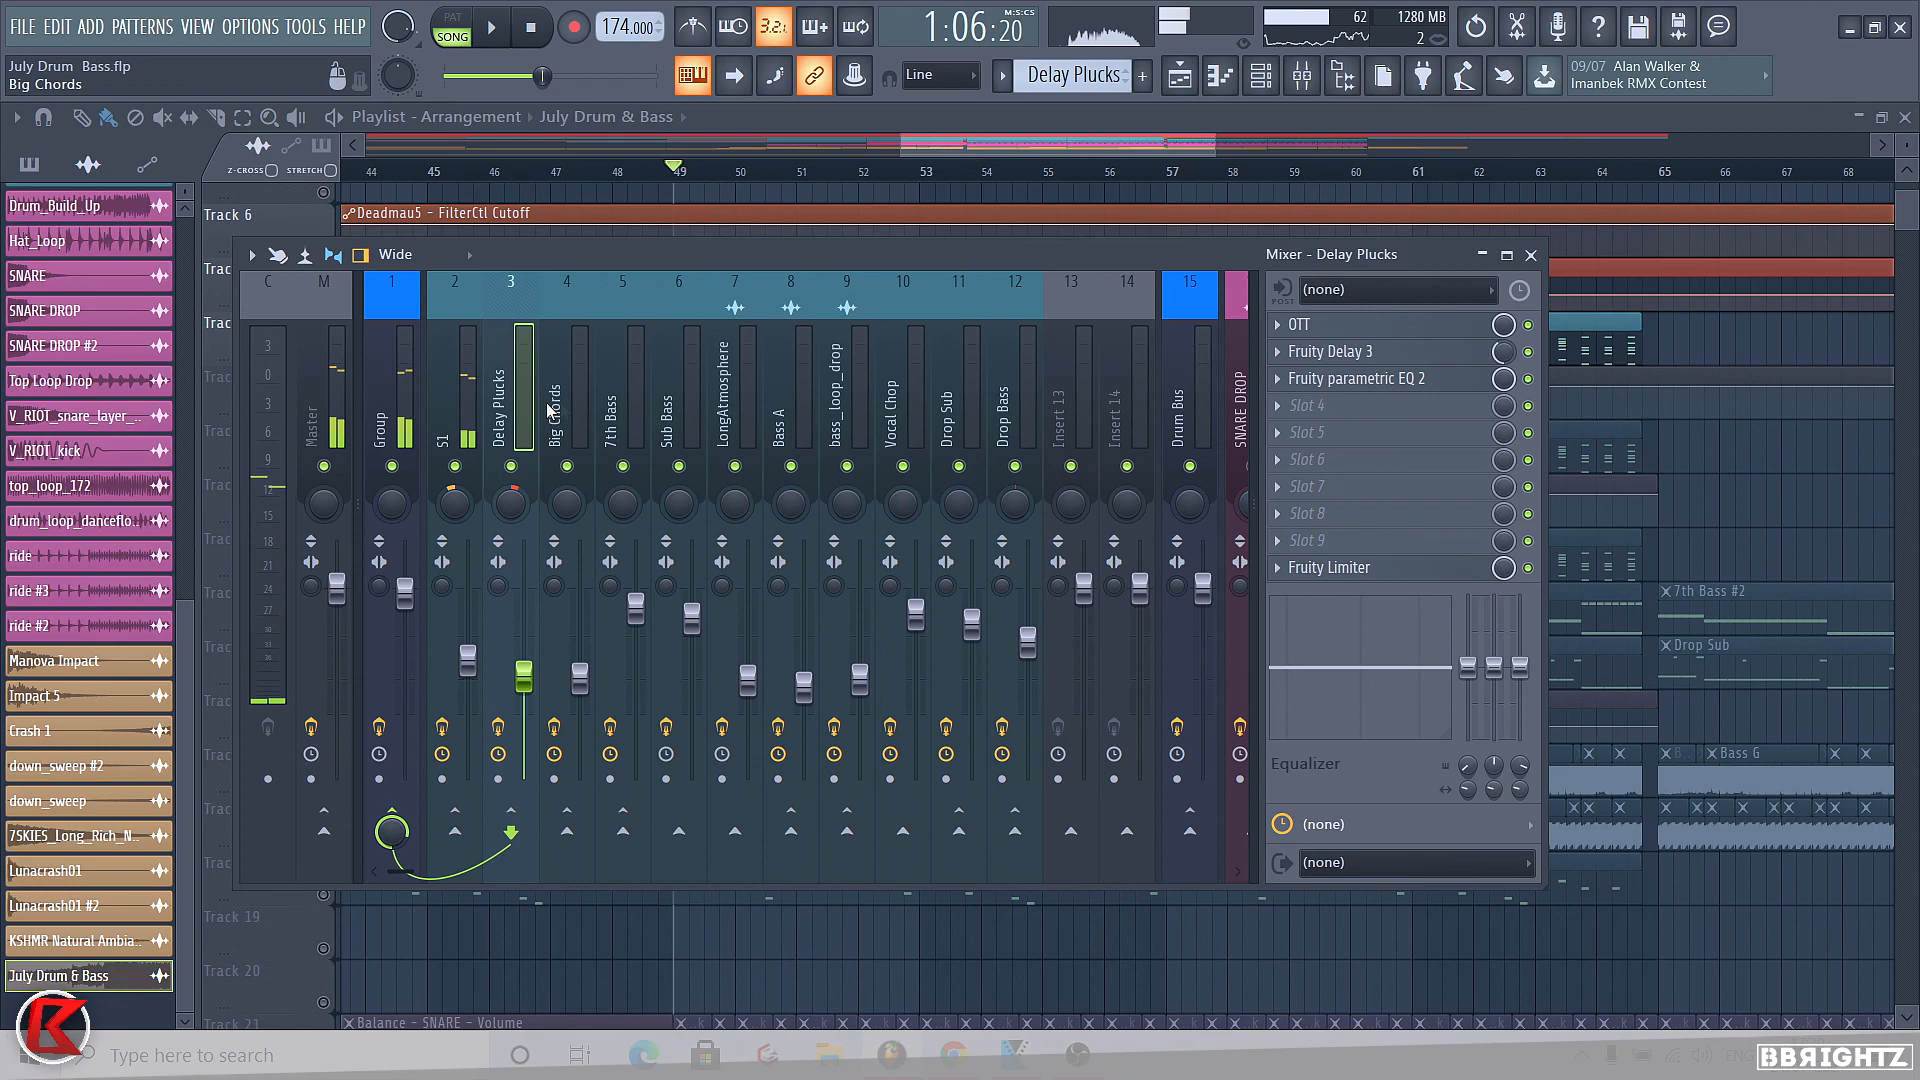 FILE EDIT ADD PATTERNS VIEW OPTIONS TOOLS HELP
PAT
SONG
174.000
3.2.
1:06:20
M:S:CS
62
1280 MB
2
July Drum  Bass.flp
Big Chords
Line
Delay Plucks
09/07 Alan Walker &
Imanbek RMX Contest
Playlist - Arrangement
July Drum & Bass
Z-CROSS
STRETCH
44 45 46 47 48 49 50 51 52 53 54 55 56 57 58 59 60 61 62 63 64 65 66 67 68
Drum_Build_Up
Hat_Loop
SNARE
SNARE DROP
SNARE DROP #2
Top Loop Drop
V_RIOT_snare_layer_..
V_RIOT_kick
top_loop_172
drum_loop_danceflo..
ride
ride #3
ride #2
Manova Impact
Impact 5
Crash 1
down_sweep #2
down_sweep
7SKIES_Long_Rich_N..
Lunacrash01
Lunacrash01 #2
KSHMR Natural Ambia..
July Drum & Bass
Track 6
Deadmau5 - FilterCtl Cutoff
Track 19
Track 20
Track 21
Balance - SNARE - Volume
7th Bass #2
Drop Sub
Bass G
Wide
C M 1 2 3 4 5 6 7 8 9 10 11 12 13 14 15
3
0
3
6
9
12
15
18
21
24
27
30
33
36
Master
Group
S1
Delay Plucks
Big Chords
7th Bass
Sub Bass
LongAtmosphere
Bass A
bass_loop_drop
Vocal Chop
Drop Sub
Drop Bass
Insert 13
Insert 14
Drum Bus
SNARE DROP
Mixer - Delay Plucks
POST
(none)
OTT
Fruity Delay 3
Fruity parametric EQ 2
Slot 4
Slot 5
Slot 6
Slot 7
Slot 8
Slot 9
Fruity Limiter
Equalizer
(none)
(none)
Type here to search
BBRIGHTZ